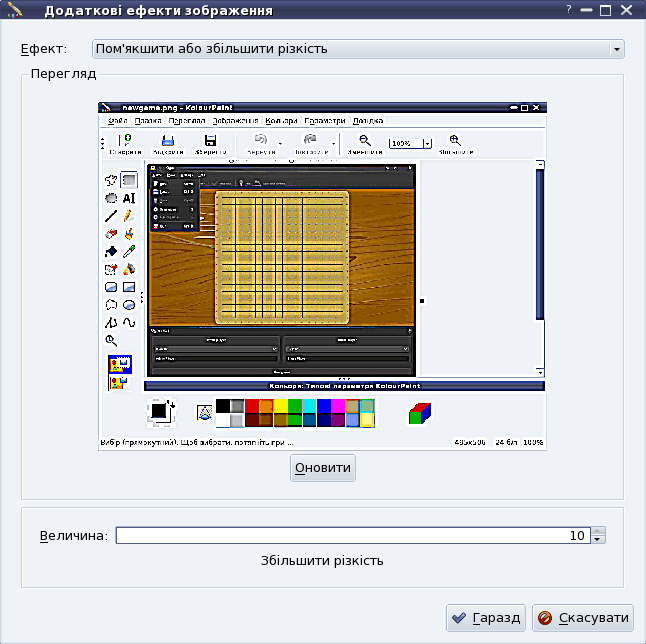 Додаткові ефекти зображення
?
Ефект: Пом'якшити або збільшити різкість
Перегляд
newgame.png - KolourPaint
Файл Правка Перегляд Зображення Кольори Параметри Довідка
Створити Відкрити Зберегти Вернути Повторити Зменшити 100% Збільшити
Кольори: Типові параметри KolourPaint
Вибір (прямокутний). Щоб вибрати, потягніть при ...
495x506 24 біт 100%
Оновити
Величина: 10
Збільшити різкість
Гаразд Скасувати